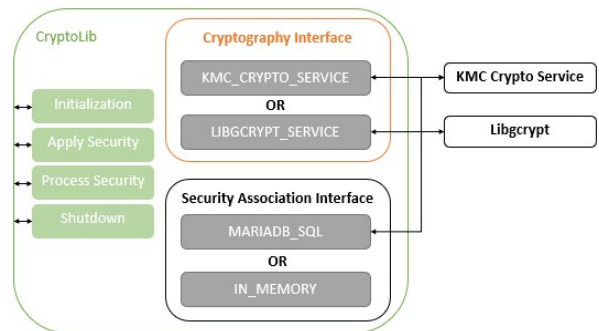 CryptoLib
Cryptography Interface
KMC_CRYPTO_SERVICE
OR
LIBGCRYPT_SERVICE
KMC Crypto Service
Libgcrypt
Initialization
Apply Security
Process Security
Shutdown
Security Association Interface
MARIADB_SQL
OR
IN_MEMORY